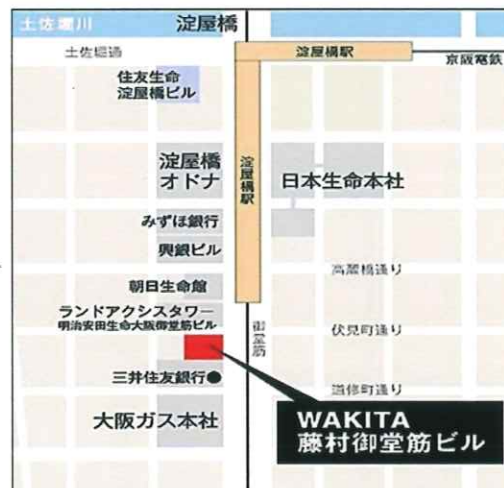 土佐堀川
淀屋橋
土佐堀通
淀屋橋駅
京阪電鉄
住友生命
淀屋橋ビル
淀屋橋
オドナ
淀屋橋駅
日本生命本社
みずほ銀行
興銀ビル
高麗橋通り
朝日生命館
ランドアクシスタワー
明治安田生命大阪御堂筋ビル
御堂筋
伏見町通り
三井住友銀行●
道修町通り
大阪ガス本社
WAKITA
藤村御堂筋ビル